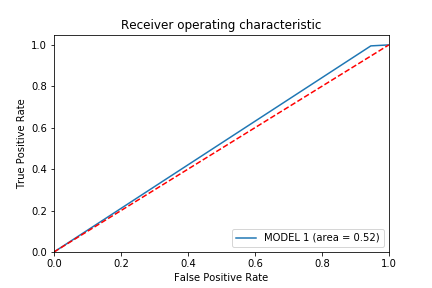 Receiver operating characteristic
True Positive Rate
1.0
0.8
0.6
0.4
0.2
0.0
MODEL 1 (area = 0.52)
0.0 0.2 0.4 0.6 0.8 1.0
False Positive Rate